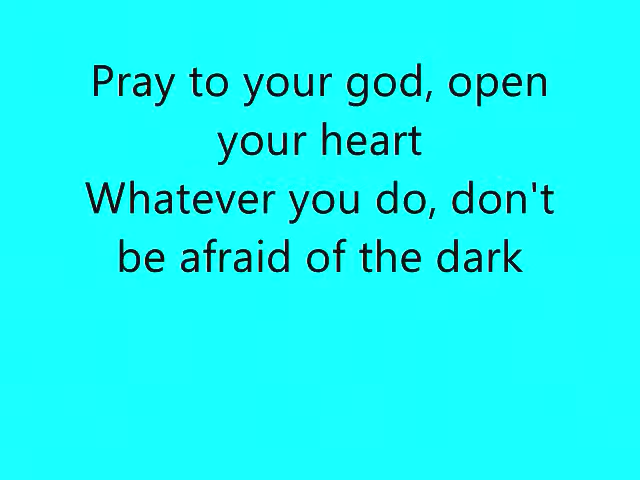 Pray to your god, open
your heart
Whatever you do, don't
be afraid of the dark